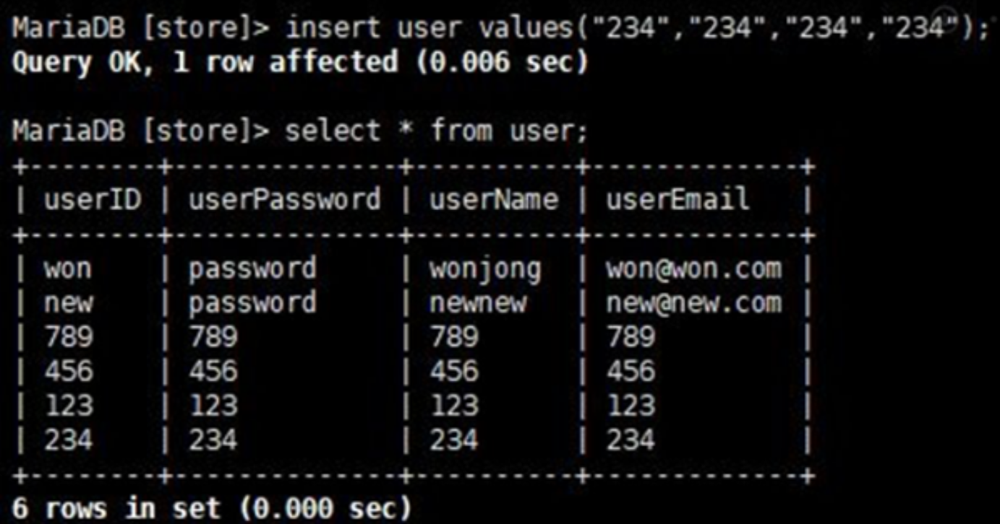 MariaDB [store]> insert user values("234","234","234","234");
Query OK, 1 row affected (0.006 sec)
MariaDB [store]> select * from user;
+--------+--------------+----------+-------------+
| userID | userPassword | userName | userEmail   |
+--------+--------------+----------+-------------+
| won    | password     | wonjong  | won@won.com |
| new    | password     | newnew   | new@new.com |
| 789    | 789          | 789      | 789         |
| 456    | 456          | 456      | 456         |
| 123    | 123          | 123      | 123         |
| 234    | 234          | 234      | 234         |
+--------+--------------+----------+-------------+
6 rows in set (0.000 sec)